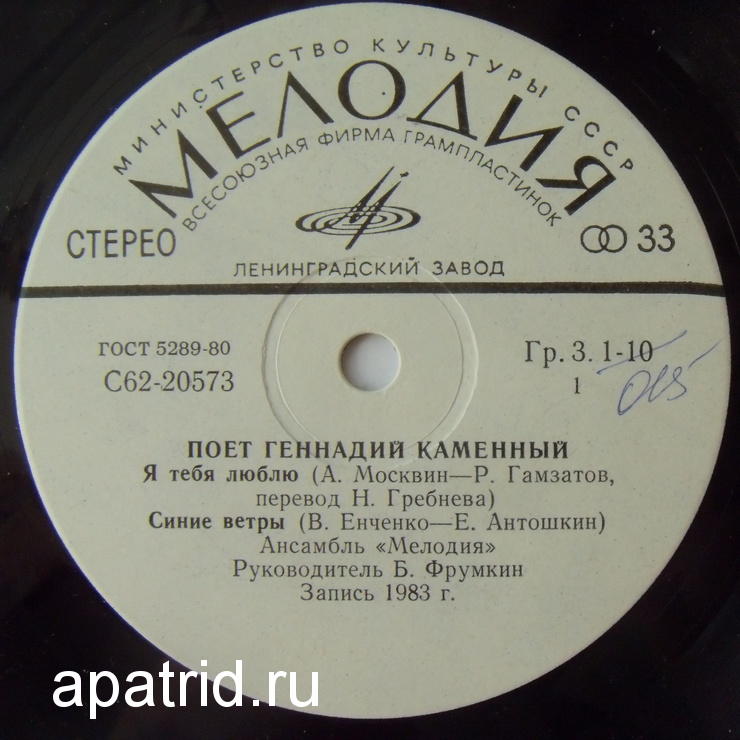 МИНИСТЕРСТВО КУЛЬТУРЫ СССР
МЕЛОДИЯ
ВСЕСОЮЗНАЯ ФИРМА ГРАМПЛАСТИНОК
СТЕРЕО 33
ЛЕНИНГРАДСКИЙ ЗАВОД
ГОСТ 5289-80 Гр. 3. 1-10
С62-20573 1
ПОЕТ ГЕННАДИЙ КАМЕННЫЙ
Я тебя люблю (А. Москвин—Р. Гамзатов,
перевод Н. Гребнева)
Синие ветры (В. Енченко—Е. Антошкин)
Ансамбль «Мелодия»
Руководитель Б. Фрумкин
Запись 1983 г.
apatrid.ru